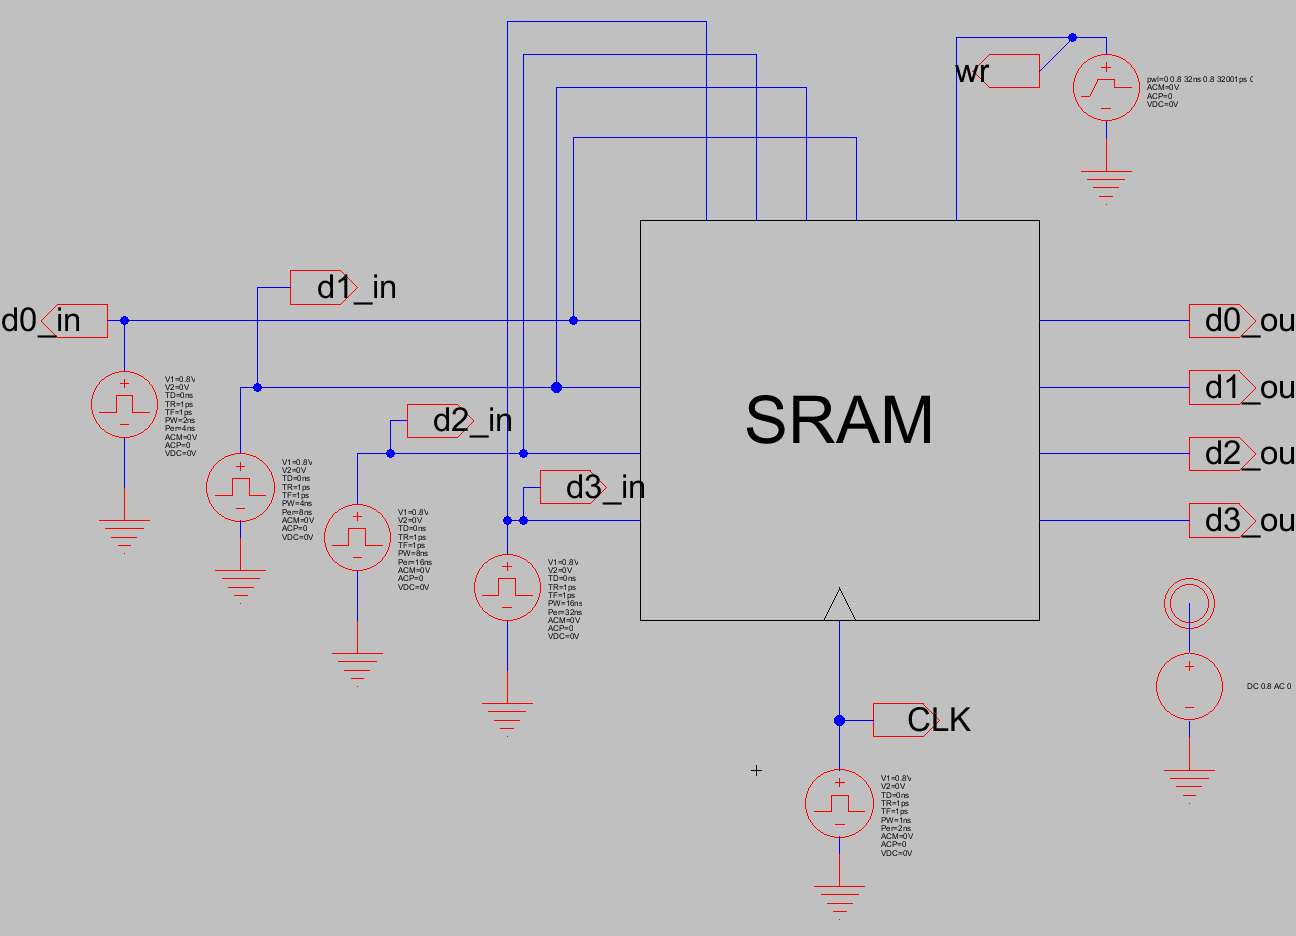 wr
pwl=0 0.8 32ns 0.8 32001ps
ACM=0V
ACP=0
VDC=0V
d1_in
d0_in
d0_ou
V1=0.8V
V2=0V
TD=0ns
TR=1ps
TF=1ps
PW=2ns
Per=4ns
ACM=0V
ACP=0
VDC=0V
d1_ou
SRAM
d2_in
d2_ou
V1=0.8V
V2=0V
TD=0ns
TR=1ps
TF=1ps
PW=4ns
Per=8ns
ACM=0V
ACP=0
VDC=0V
d3_in
d3_ou
V1=0.8V
V2=0V
TD=0ns
TR=1ps
TF=1ps
PW=8ns
Per=16ns
ACM=0V
ACP=0
VDC=0V
V1=0.8V
V2=0V
TD=0ns
TR=1ps
TF=1ps
PW=16ns
Per=32ns
ACM=0V
ACP=0
VDC=0V
DC 0.8 AC 0
CLK
V1=0.8V
V2=0V
TD=0ns
TR=1ps
TF=1ps
PW=1ns
Per=2ns
ACM=0V
ACP=0
VDC=0V